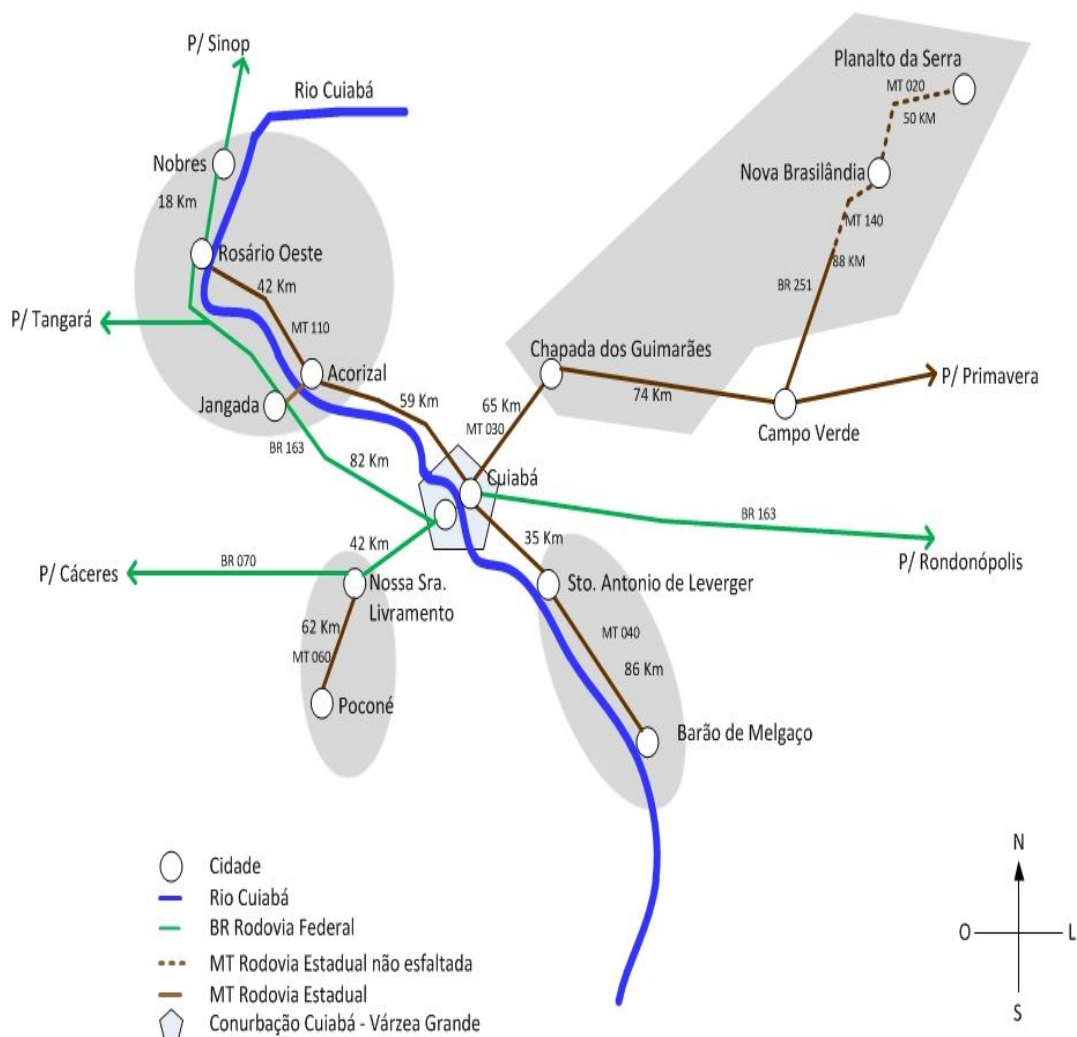 P/ Sinop
Rio Cuiabá
Planalto da Serra
MT 020
50 KM
Nobres
Nova Brasilândia
18 Km
MT 140
Rosário Oeste
42 Km
88 KM
BR 251
P/ Tangará
MT 110
Chapada dos Guimarães
Acorizal
P/ Primavera
59 Km
65 Km
74 Km
Jangada
MT 030
Campo Verde
BR 163
82 Km
Cuiabá
BR 163
35 Km
42 Km
P/ Cáceres
BR 070
P/ Rondonópolis
Nossa Sra.
Livramento
Sto. Antonio de Leverger
62 Km
MT 060
MT 040
86 Km
Poconé
Barão de Melgaço
Cidade
Rio Cuiabá
BR Rodovia Federal
MT Rodovia Estadual não esfaltada
MT Rodovia Estadual
Conurbação Cuiabá - Várzea Grande
N
O
L
S